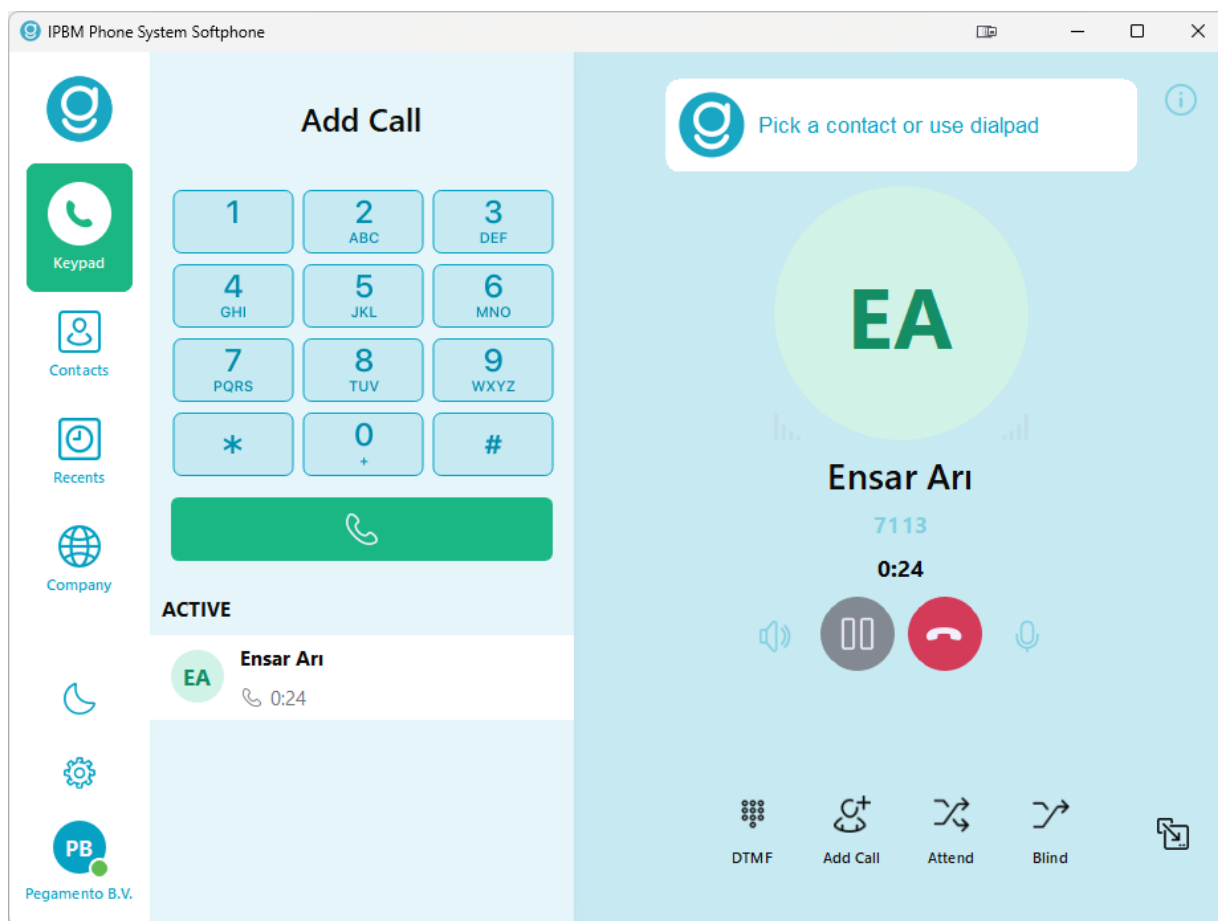 IPBM Phone System Softphone
Keypad
Contacts
Recents
Company
PB
Pegamento B.V.
Add Call
1
2
ABC
3
DEF
4
GHI
5
JKL
6
MNO
7
PQRS
8
TUV
9
WXYZ
*
0
+
#
ACTIVE
EA
Ensar Arı
0:24
Pick a contact or use dialpad
EA
Ensar Arı
7113
0:24
DTMF
Add Call
Attend
Blind